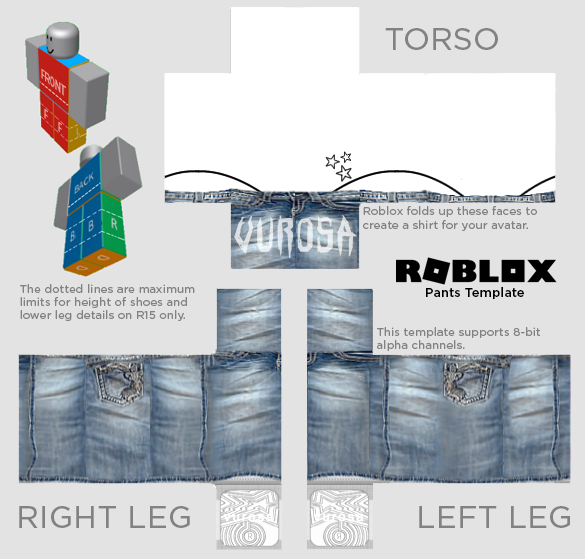 TORSO
FRONT
F F L
BACK
B B R
VUROSA
Roblox folds up these faces to
create a shirt for your avatar.
ROBLOX
Pants Template
The dotted lines are maximum
limits for height of shoes and
lower leg details on R15 only.
This template supports 8-bit
alpha channels.
R
R
RIGHT LEG
LEFT LEG